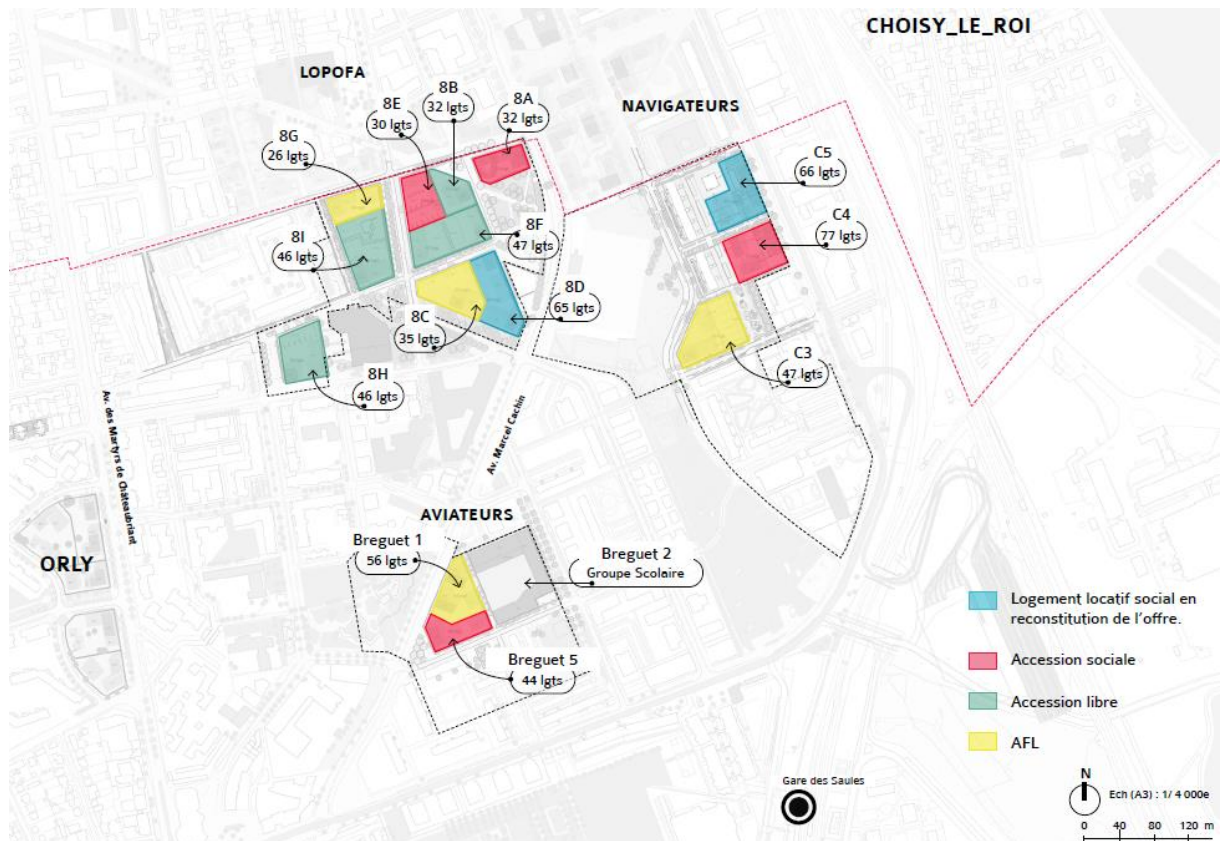 CHOISY_LE_ROI
LOPOFA
NAVIGATEURS
8B
32 lgts
8A
32 lgts
8E
30 lgts
8G
26 lgts
C5
66 lgts
C4
77 lgts
8F
47 lgts
8I
46 lgts
8D
65 lgts
8C
35 lgts
C3
47 lgts
8H
46 lgts
Av. des Martyrs de Châteaubriant
Av. Marcel Cachin
AVIATEURS
ORLY
Breguet 1
56 lgts
Breguet 2
Groupe Scolaire
Breguet 5
44 lgts
Logement locatif social en
reconstitution de l’offre.
Accession sociale
Accession libre
AFL
Gare des Saules
N
Ech (A3) : 1/ 4 000e
0 40 80 120 m